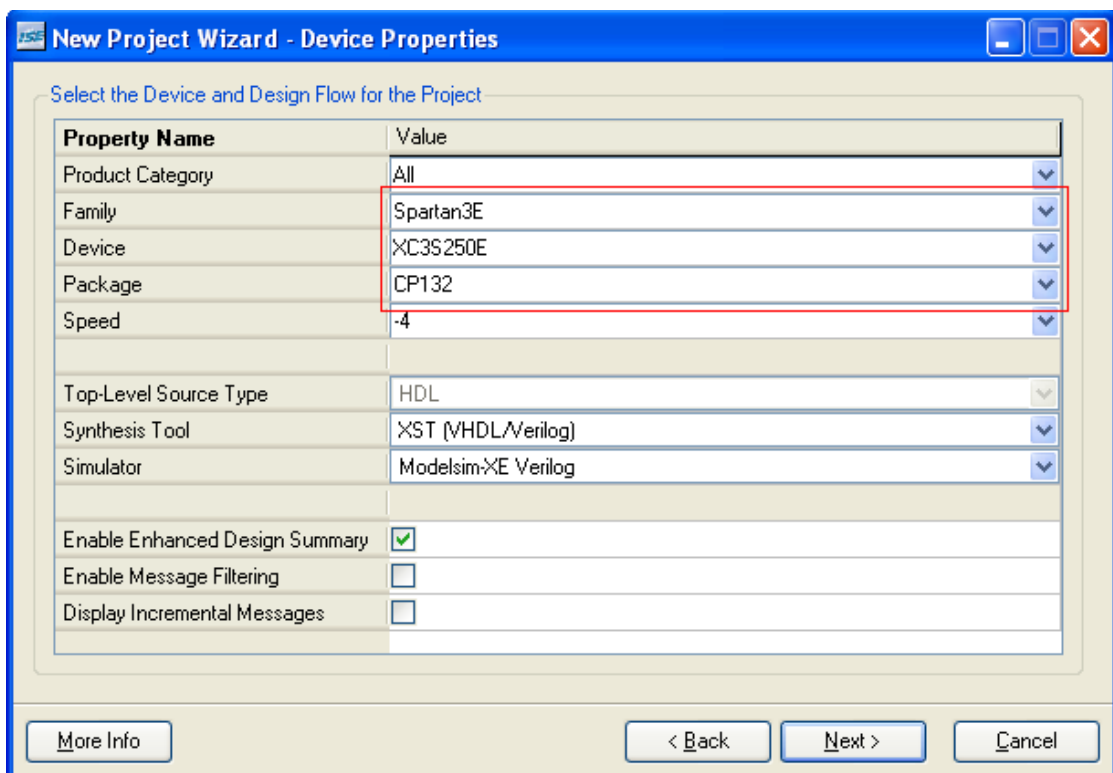 ISE New Project Wizard - Device Properties
Select the Device and Design Flow for the Project
Property Name Value
Product Category All
Family Spartan3E
Device XC3S250E
Package CP132
Speed -4
Top-Level Source Type HDL
Synthesis Tool XST (VHDL/Verilog)
Simulator Modelsim-XE Verilog
Enable Enhanced Design Summary
Enable Message Filtering
Display Incremental Messages
More Info < Back Next > Cancel